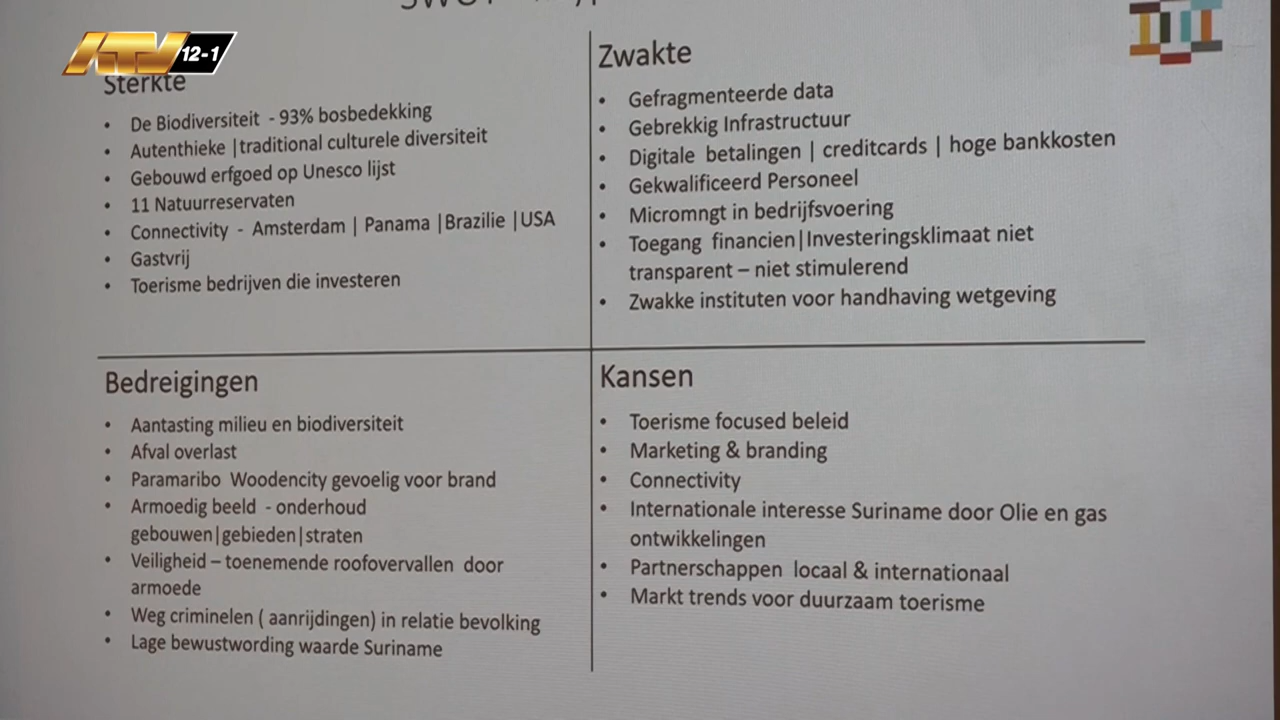 ATV
12-1
Sterkte
• De Biodiversiteit - 93% bosbedekking
• Autenthieke |traditional culturele diversiteit
• Gebouwd erfgoed op Unesco lijst
• 11 Natuurreservaten
• Connectivity - Amsterdam | Panama |Brazilie |USA
• Gastvrij
• Toerisme bedrijven die investeren
Zwakte
• Gefragmenteerde data
• Gebrekkig Infrastructuur
• Digitale betalingen | creditcards | hoge bankkosten
• Gekwalificeerd Personeel
• Micromngt in bedrijfsvoering
• Toegang financien|Investeringsklimaat niet
transparent – niet stimulerend
• Zwakke instituten voor handhaving wetgeving
Bedreigingen
• Aantasting milieu en biodiversiteit
• Afval overlast
• Paramaribo Woodencity gevoelig voor brand
• Armoedig beeld - onderhoud
gebouwen|gebieden|straten
• Veiligheid – toenemende roofovervallen door
armoede
• Weg criminelen ( aanrijdingen) in relatie bevolking
• Lage bewustwording waarde Suriname
Kansen
• Toerisme focused beleid
• Marketing & branding
• Connectivity
• Internationale interesse Suriname door Olie en gas
ontwikkelingen
• Partnerschappen locaal & internationaal
• Markt trends voor duurzaam toerisme